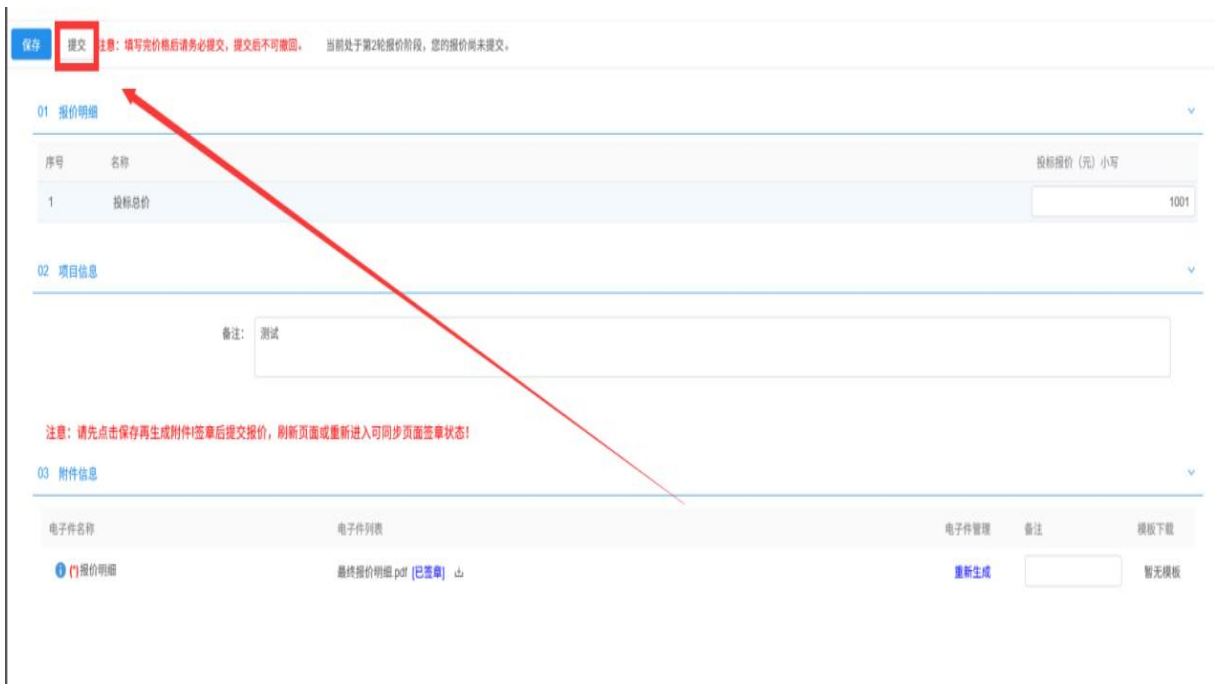 保存 提交 注意：填写完价格后请务必提交，提交后不可撤回。 当前处于第2轮报价阶段，您的报价尚未提交。
01 报价明细
序号 名称 投标报价（元）小写
1 投标总价 1001
02 项目信息
备注： 测试
注意：请先点击保存再生成附件!签章后提交报价，刷新页面或重新进入可同步页面签章状态！
03 附件信息
电子件名称 电子件列表 电子件管理 备注 模板下载
(*)报价明细 最终报价明细.pdf [已签章] 重新生成 暂无模板